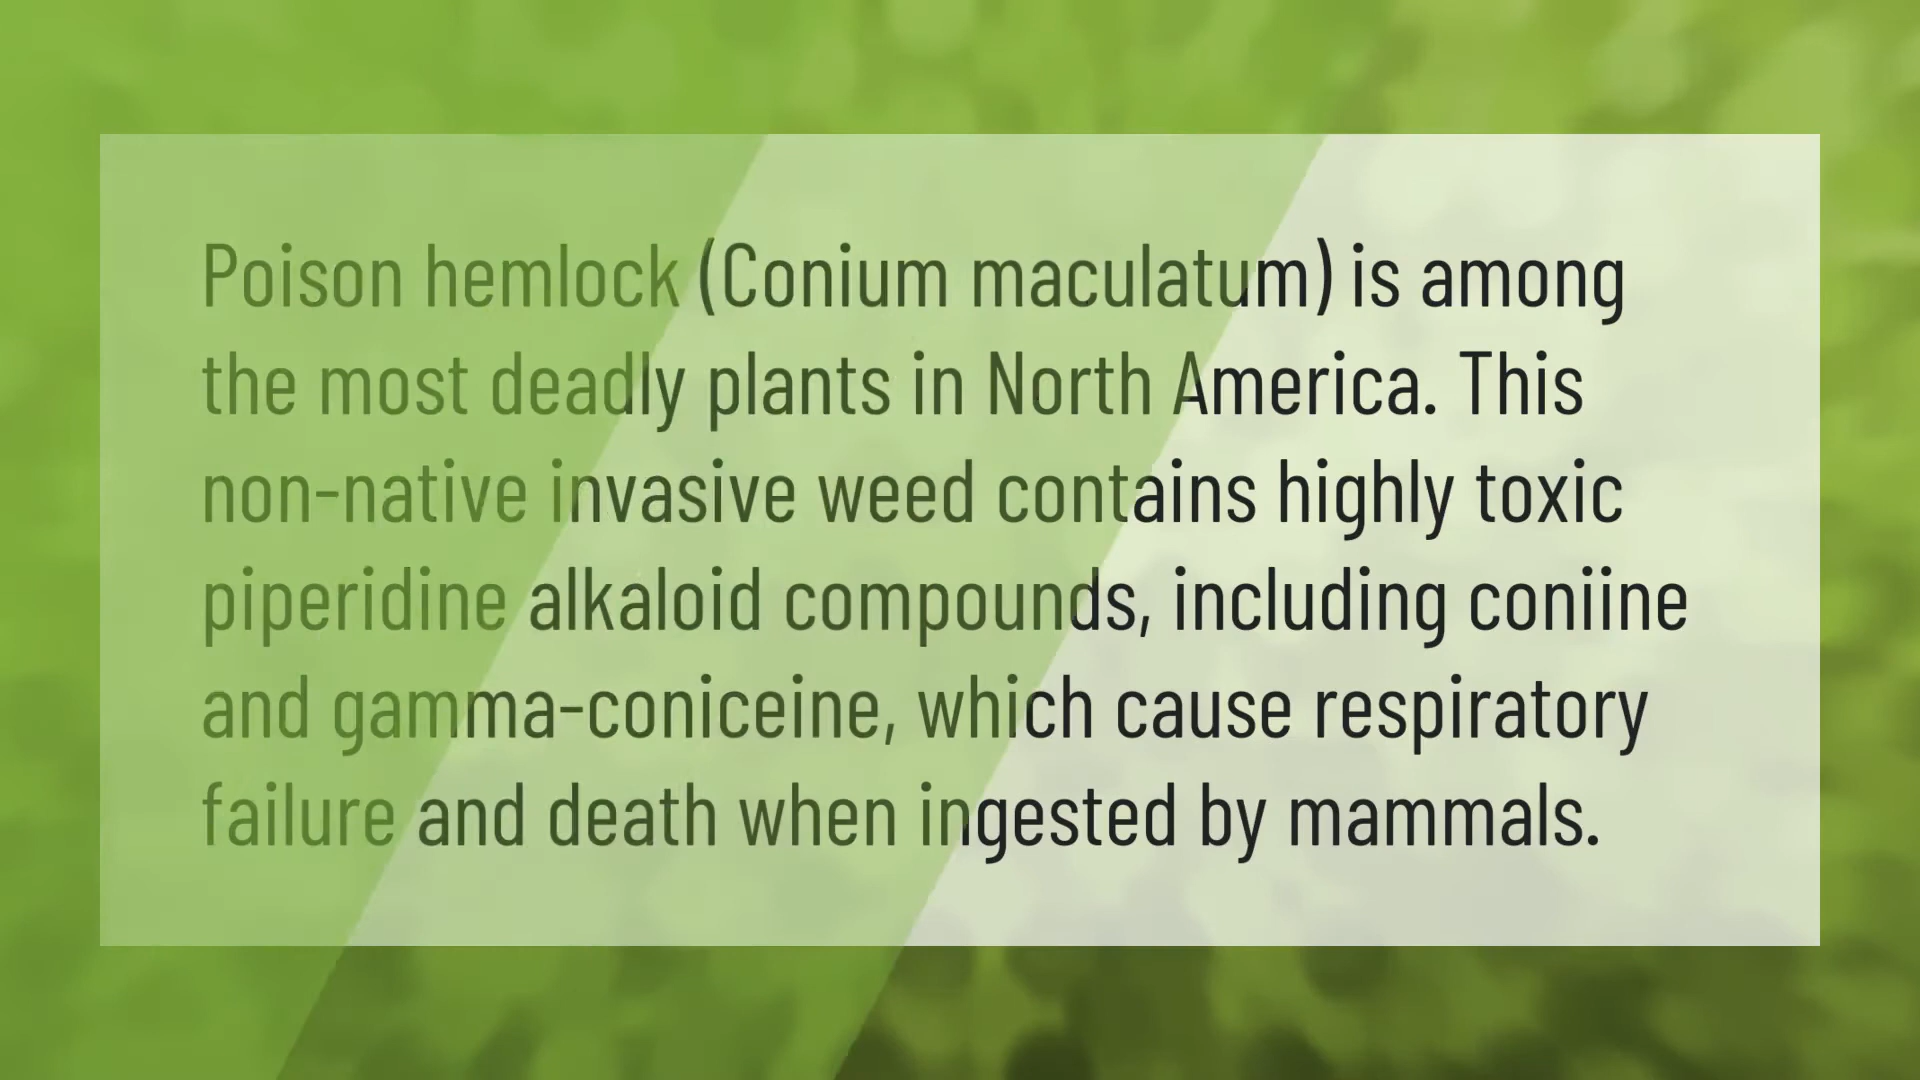 Poison hemlock (Conium maculatum) is among
the most deadly plants in North America. This
non-native invasive weed contains highly toxic
piperidine alkaloid compounds, including coniine
and gamma-coniceine, which cause respiratory
failure and death when ingested by mammals.